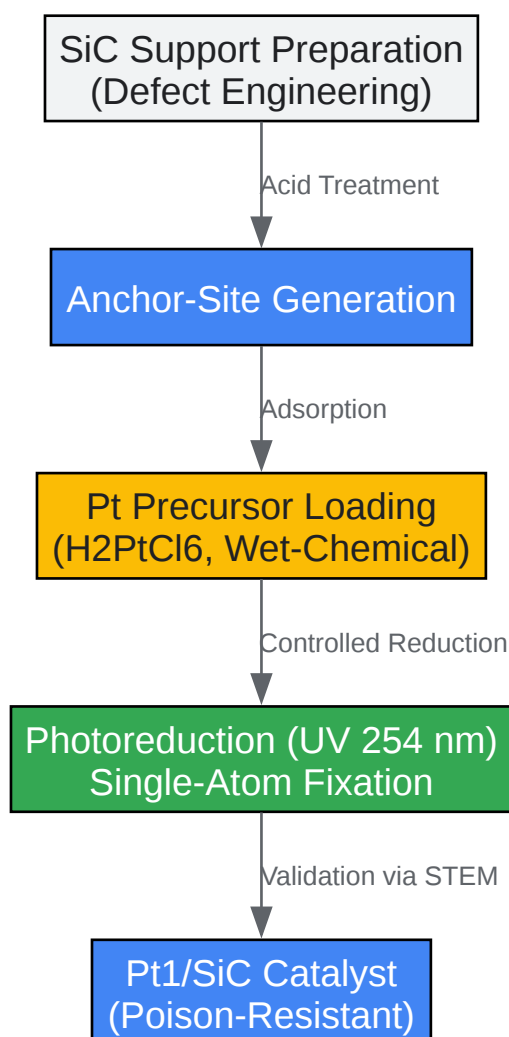 SiC Support Preparation
(Defect Engineering)
Acid Treatment
Anchor-Site Generation
Adsorption
Pt Precursor Loading
(H2PtCl6, Wet-Chemical)
Controlled Reduction
Photoreduction (UV 254 nm)
Single-Atom Fixation
Validation via STEM
Pt1/SiC Catalyst
(Poison-Resistant)